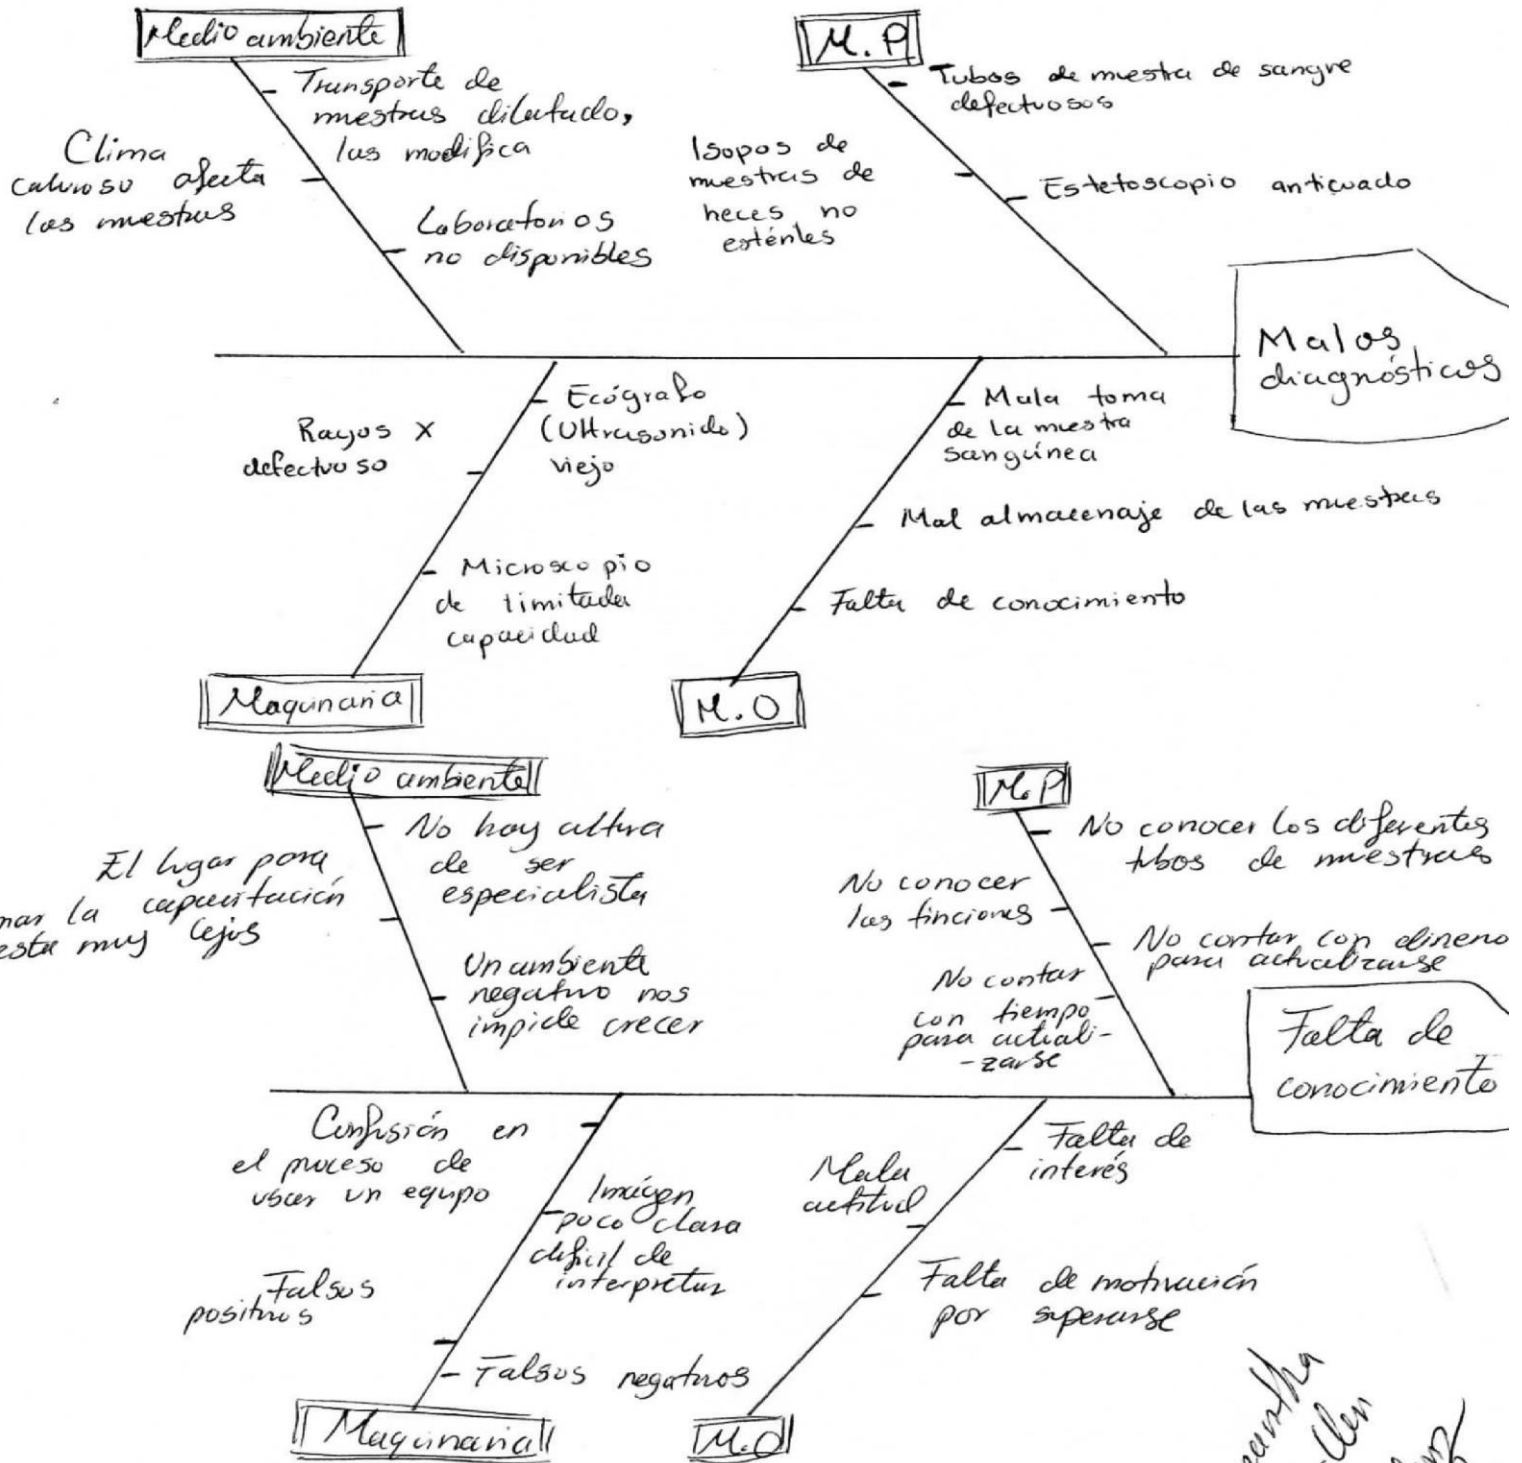 Medio ambiente
Transporte de
muestras dilatado,
las modifica
Clima
caluroso afecta
las muestras
Laboratorios
no disponibles
M. P
Tubos de muestra de sangre
defectuosos
Isopos de
muestras de
heces no
estériles
Estetoscopio anticuado
Malos
diagnósticos
Rayos X
defectuoso
Ecógrafo
(Ultrasonido)
viejo
Microscopio
de limitada
capacidad
Maquinaria
Mala toma
de la muestra
sanguínea
Mal almacenaje de las muestras
Falta de conocimiento
M. O
Medio ambiente
No hay
de ser
especialista
El lugar para
la capacitación
esta muy lejos
Un ambiente
negativo nos
impide crecer
M. P
No conocer los diferentes
tubos de muestras
No conocer
las funciones
No contar con dinero
para actualizarse
No contar
con tiempo
para actuali-
-zarse
Falta de
conocimiento
Confusión en
el proceso de
usar un equipo
Imágen
poco clara
difícil de
interpretar
Falsos
positivos
Falsos negativos
Maquinaria
Falta de
interés
Mala
actitud
Falta de motivación
por superarse
M.O